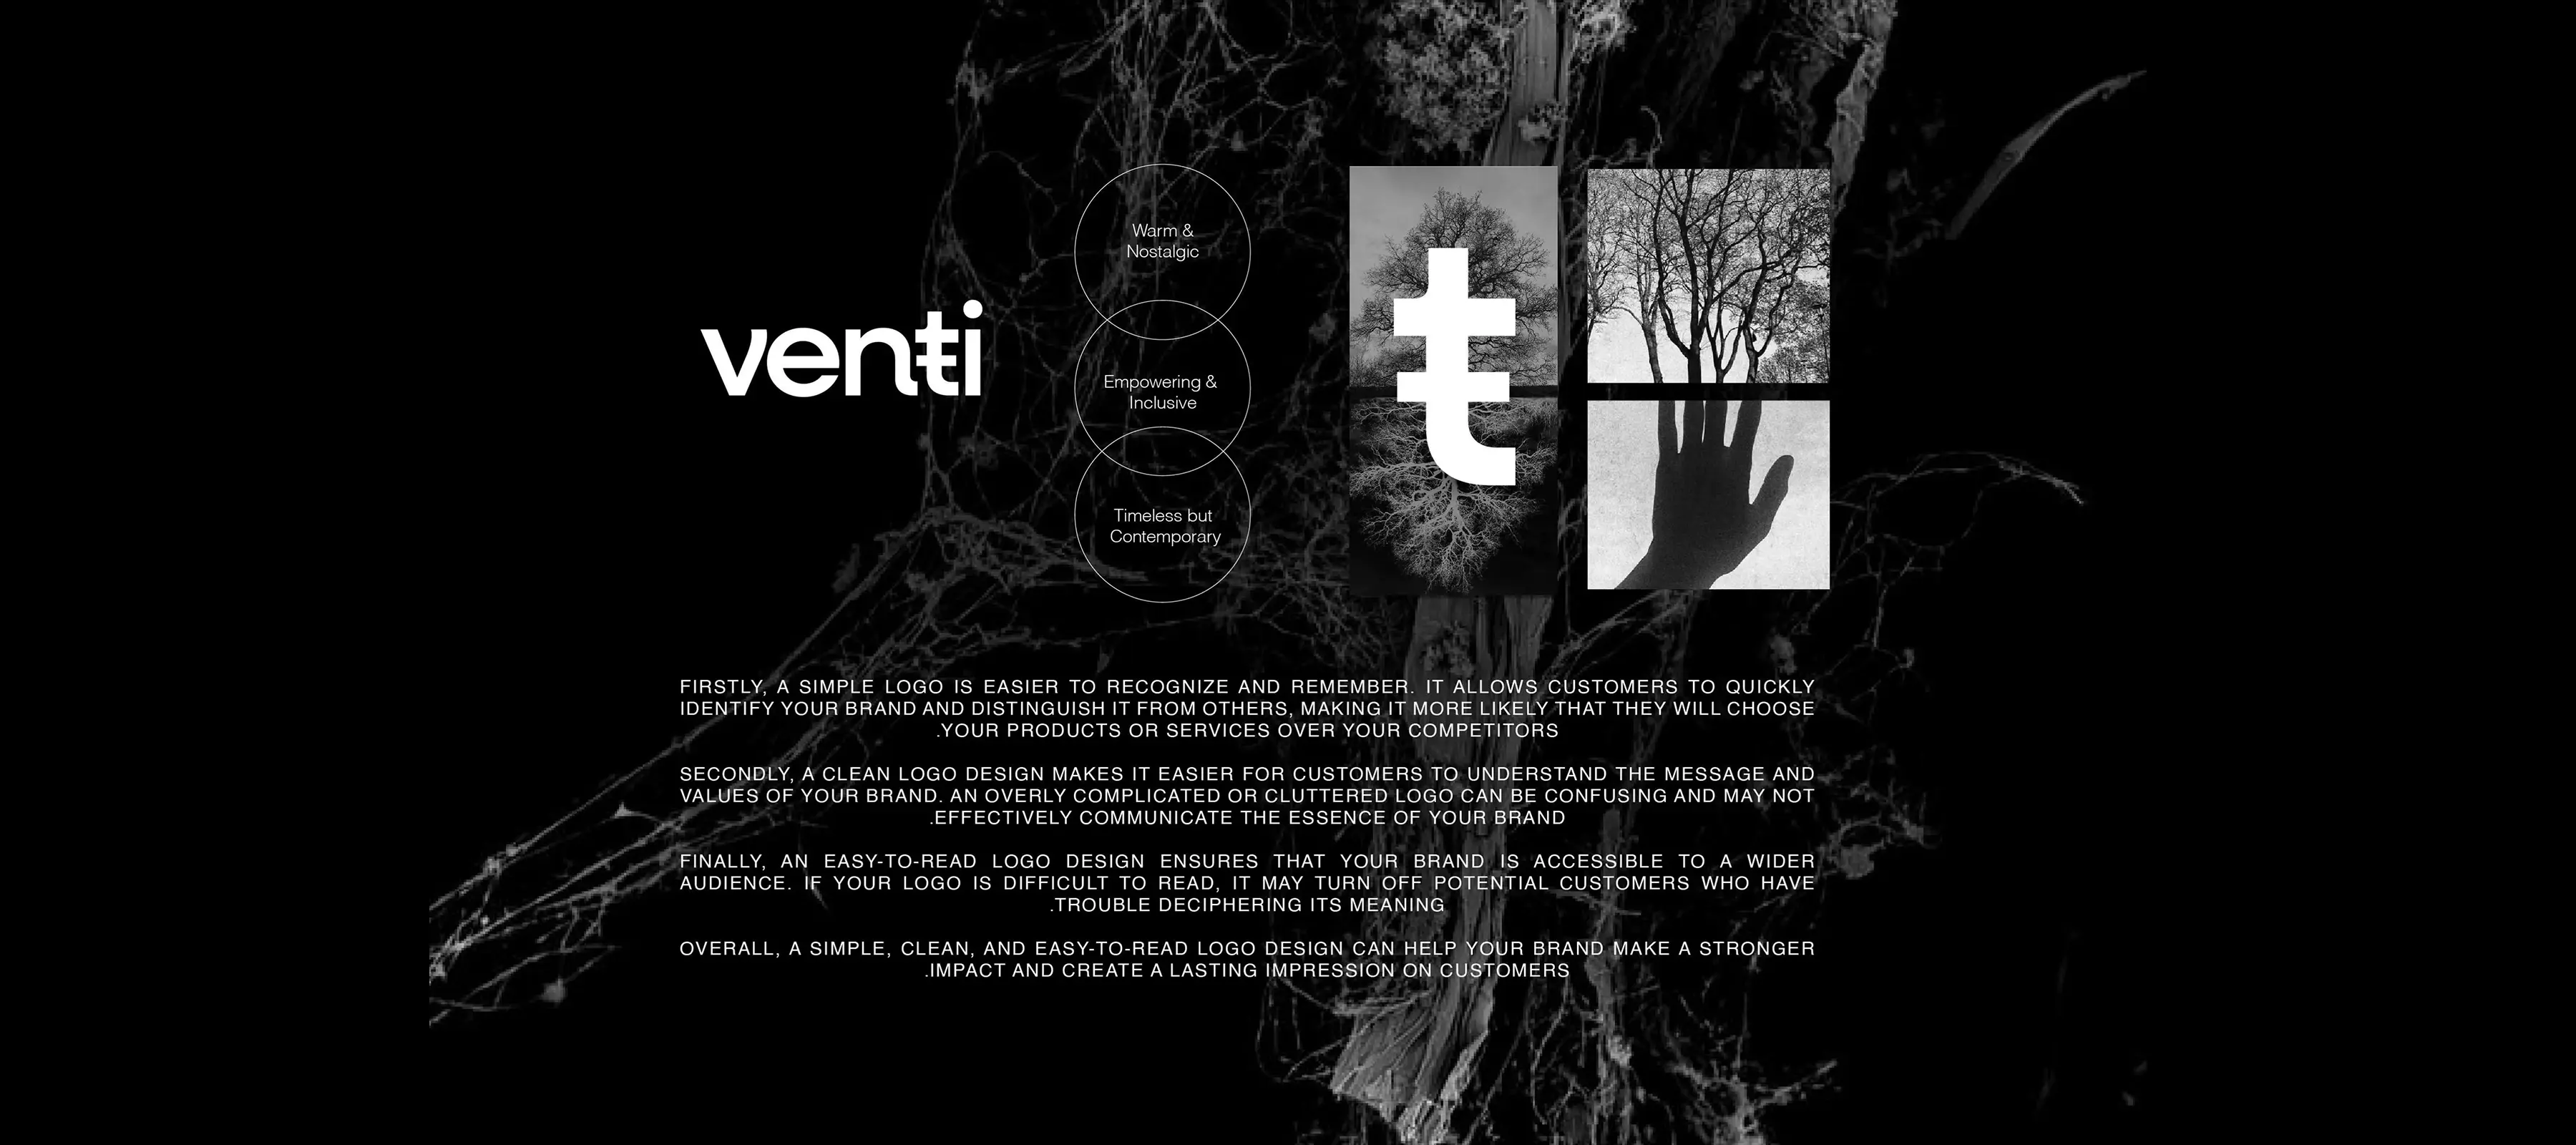 venti
Warm &
Nostalgic
Empowering &
Inclusive
Timeless but
Contemporary
t
FIRSTLY, A SIMPLE LOGO IS EASIER TO RECOGNIZE AND REMEMBER. IT ALLOWS CUSTOMERS TO QUICKLY
IDENTIFY YOUR BRAND AND DISTINGUISH IT FROM OTHERS, MAKING IT MORE LIKELY THAT THEY WILL CHOOSE
.YOUR PRODUCTS OR SERVICES OVER YOUR COMPETITORS
SECONDLY, A CLEAN LOGO DESIGN MAKES IT EASIER FOR CUSTOMERS TO UNDERSTAND THE MESSAGE AND
VALUES OF YOUR BRAND. AN OVERLY COMPLICATED OR CLUTTERED LOGO CAN BE CONFUSING AND MAY NOT
.EFFECTIVELY COMMUNICATE THE ESSENCE OF YOUR BRAND
FINALLY, AN EASY-TO-READ LOGO DESIGN ENSURES THAT YOUR BRAND IS ACCESSIBLE TO A WIDER
AUDIENCE. IF YOUR LOGO IS DIFFICULT TO READ, IT MAY TURN OFF POTENTIAL CUSTOMERS WHO HAVE
.TROUBLE DECIPHERING ITS MEANING
OVERALL, A SIMPLE, CLEAN, AND EASY-TO-READ LOGO DESIGN CAN HELP YOUR BRAND MAKE A STRONGER
.IMPACT AND CREATE A LASTING IMPRESSION ON CUSTOMERS